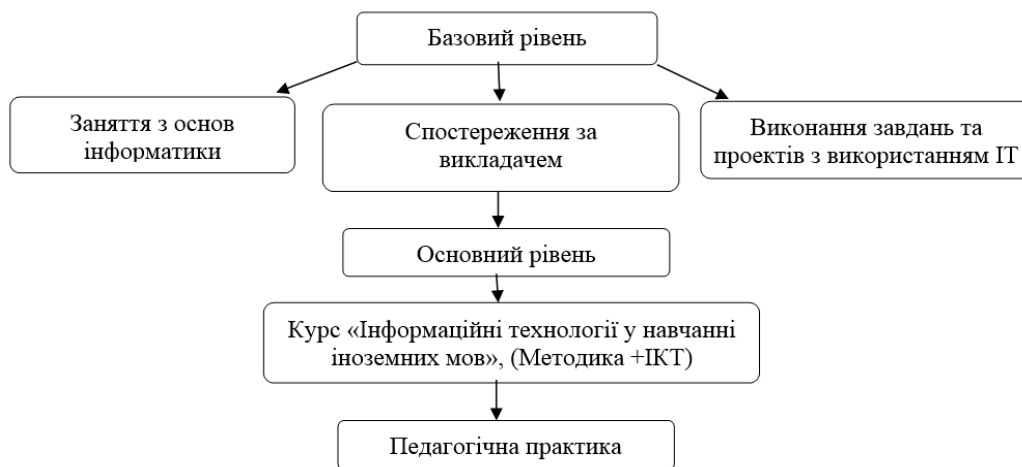 Базовий рівень
Заняття з основ
інформатики
Спостереження за
викладачем
Виконання завдань та
проектів з використанням ІТ
Основний рівень
Курс «Інформаційні технології у навчанні
іноземних мов», (Методика +ІКТ)
Педагогічна практика